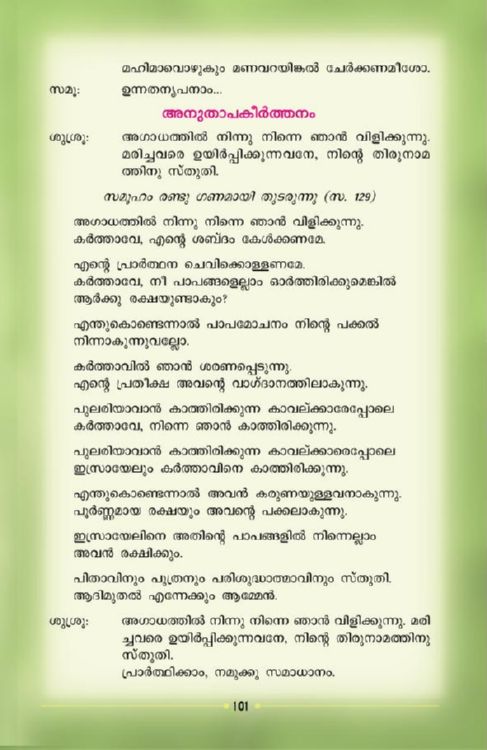 മഹിമാവൊഴുകും മണവറയിങ്കൽ ചേർക്കണമീശോ.
സമൂ: ഉന്നതനൃപനാം...
അനുതാപകീർത്തനം
ശുശ്രൂ: അഗാധത്തിൽ നിന്നു നിന്നെ ഞാൻ വിളിക്കുന്നു.
മരിച്ചവരെ ഉയിർപ്പിക്കുന്നവനേ, നിന്റെ തിരുനാമ
ത്തിനു സ്തുതി.
സമൂഹം രണ്ടു ഗണമായി തുടരുന്നു (സ. 129)
അഗാധത്തിൽ നിന്നു നിന്നെ ഞാൻ വിളിക്കുന്നു.
കർത്താവേ, എന്റെ ശബ്ദം കേൾക്കണമേ.
എന്റെ പ്രാർത്ഥന ചെവിക്കൊള്ളണമേ.
കർത്താവേ, നീ പാപങ്ങളെല്ലാം ഓർത്തിരിക്കുമെങ്കിൽ
ആർക്കു രക്ഷയുണ്ടാകും?
എന്തുകൊണ്ടെന്നാൽ പാപമോചനം നിന്റെ പക്കൽ
നിന്നാകുന്നുവല്ലോ.
കർത്താവിൽ ഞാൻ ശരണപ്പെടുന്നു.
എന്റെ പ്രതീക്ഷ അവന്റെ വാഗ്ദാനത്തിലാകുന്നു.
പുലരിയാവാൻ കാത്തിരിക്കുന്ന കാവല്ക്കാരേപ്പോലെ
കർത്താവേ, നിന്നെ ഞാൻ കാത്തിരിക്കുന്നു.
പുലരിയാവാൻ കാത്തിരിക്കുന്ന കാവല്ക്കാരെപ്പോലെ
ഇസ്രായേലും കർത്താവിനെ കാത്തിരിക്കുന്നു.
എന്തുകൊണ്ടെന്നാൽ അവൻ കരുണയുള്ളവനാകുന്നു.
പൂർണ്ണമായ രക്ഷയും അവന്റെ പക്കലാകുന്നു.
ഇസ്രായേലിനെ അതിന്റെ പാപങ്ങളിൽ നിന്നെല്ലാം
അവൻ രക്ഷിക്കും.
പിതാവിനും പുത്രനും പരിശുദ്ധാത്മാവിനും സ്തുതി.
ആദിമുതൽ എന്നേക്കും ആമ്മേൻ.
ശുശ്രൂ: അഗാധത്തിൽ നിന്നു നിന്നെ ഞാൻ വിളിക്കുന്നു. മരി
ച്ചവരെ ഉയിർപ്പിക്കുന്നവനേ, നിന്റെ തിരുനാമത്തിനു
സ്തുതി.
പ്രാർത്ഥിക്കാം, നമുക്കു സമാധാനം.
101